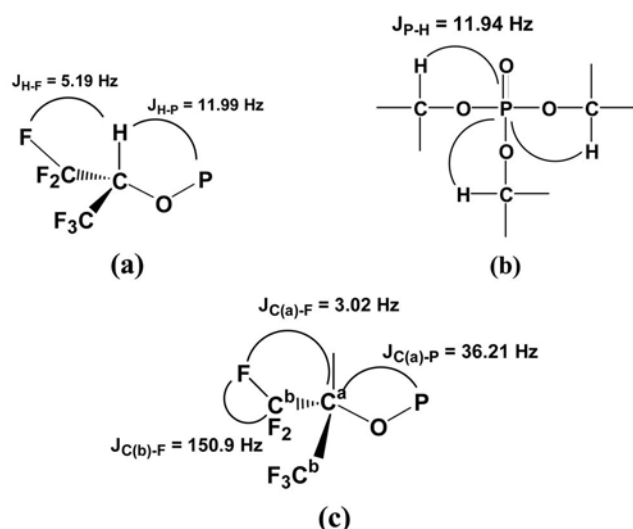 J_H-F = 5.19 Hz
J_H-P = 11.99 Hz
F
H
F₂C
C
P
O
F₃C
(a)
J_P-H = 11.94 Hz
H
O
C O P O C
O
H
H C
(b)
J_C(a)-F = 3.02 Hz
J_C(a)-P = 36.21 Hz
F
C^b C^a P
F₂
O
J_C(b)-F = 150.9 Hz
F₃C^b
(c)